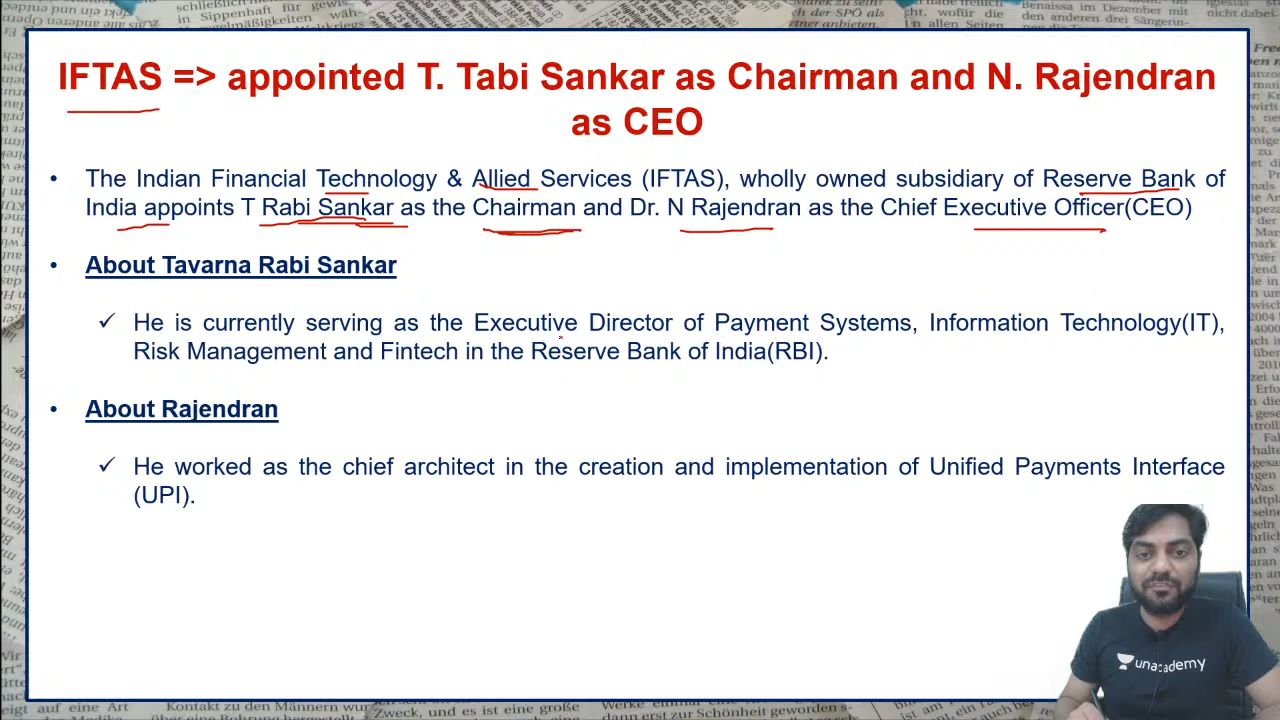 IFTAS => appointed T. Tabi Sankar as Chairman and N. Rajendran
as CEO
• The Indian Financial Technology & Allied Services (IFTAS), wholly owned subsidiary of Reserve Bank of
India appoints T Rabi Sankar as the Chairman and Dr. N Rajendran as the Chief Executive Officer(CEO)
• About Tavarna Rabi Sankar
✓ He is currently serving as the Executive Director of Payment Systems, Information Technology(IT),
Risk Management and Fintech in the Reserve Bank of India(RBI).
• About Rajendran
✓ He worked as the chief architect in the creation and implementation of Unified Payments Interface
(UPI).
unacademy